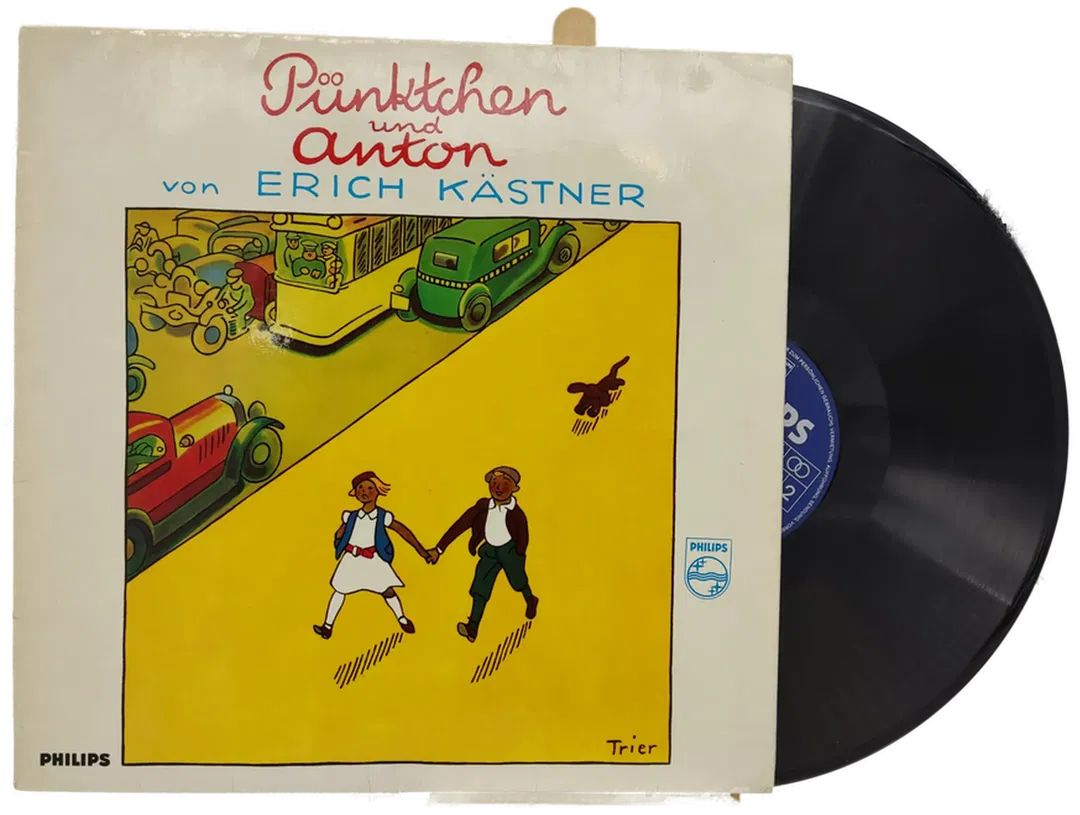 Pünktchen
und
Anton
von ERICH KÄSTNER
PHILIPS
Trier
PHILIPS